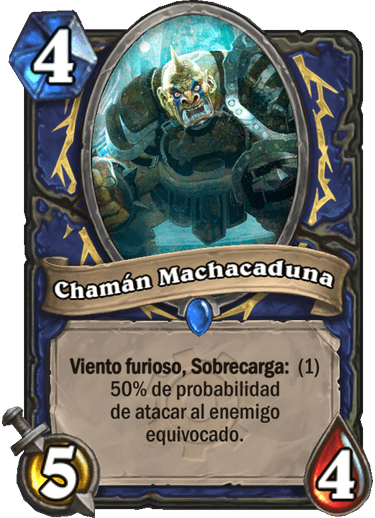 4
Chamán Machacaduna
Viento furioso, Sobrecarga: (1)
50% de probabilidad
de atacar al enemigo
equivocado.
5
4